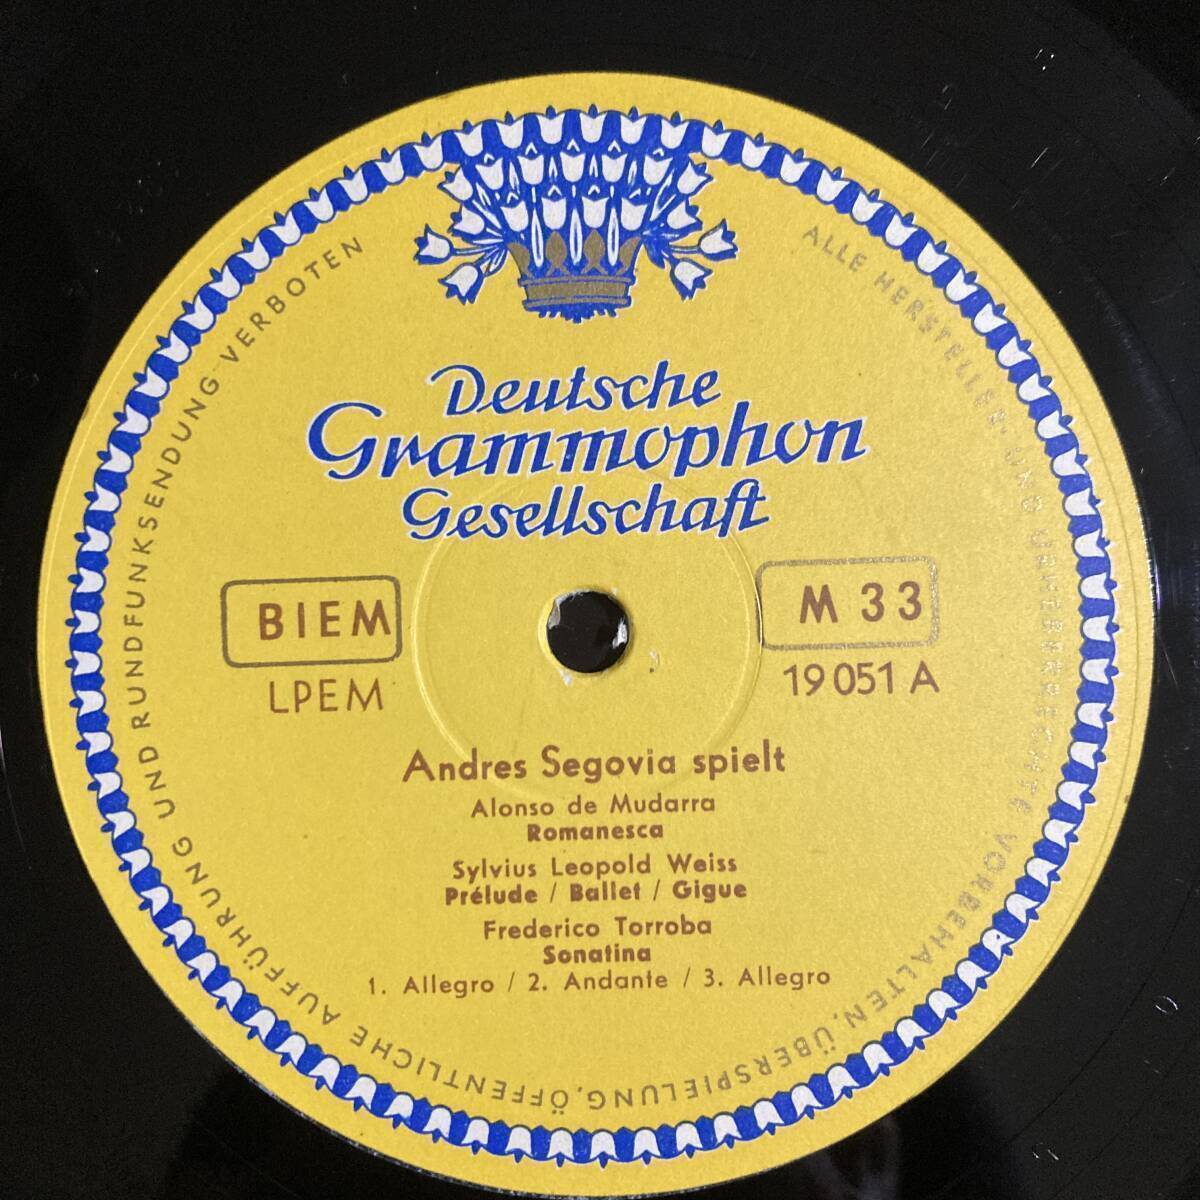 Deutsche
Grammophon
Gesellschaft
BIEM
LPEM
M 33
19 051 A
Andres Segovia spielt
Alonso de Mudarra
Romanesca
Sylvius Leopold Weiss
Prélude / Ballet / Gigue
Frederico Torroba
Sonatina
1. Allegro / 2. Andante / 3. Allegro
ALLE HERSTELLER- UND URHEBERRECHTE VORBEHALTEN, ÜBERSPIELUNG, ÖFFENTLICHE AUFFÜHRUNG UND RUNDFUNKSENDUNG VERBOTEN